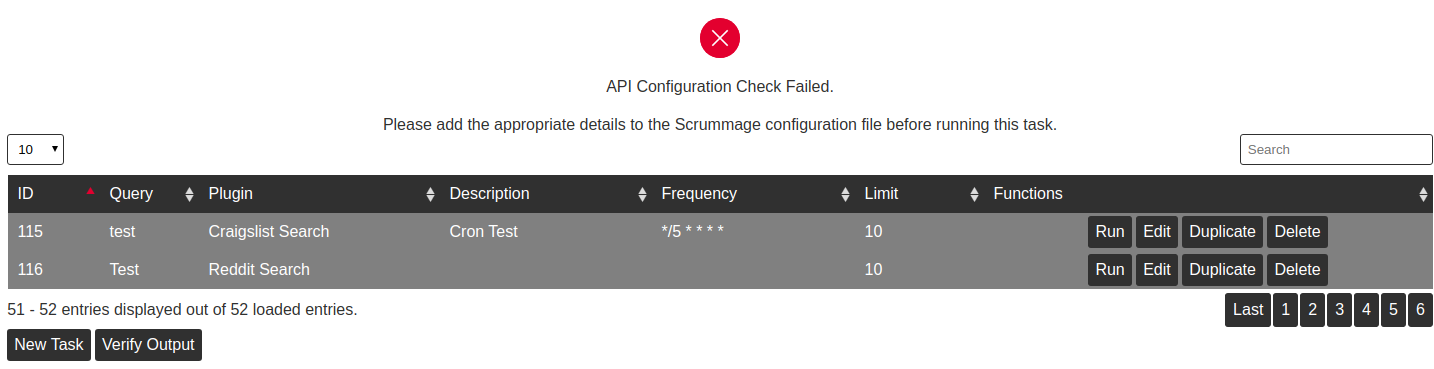 API Configuration Check Failed.
Please add the appropriate details to the Scrummage configuration file before running this task.
10
Search
ID Query Plugin Description Frequency Limit Functions
115 test Craigslist Search Cron Test */5 * * * * 10 Run Edit Duplicate Delete
116 Test Reddit Search 10 Run Edit Duplicate Delete
51 - 52 entries displayed out of 52 loaded entries. Last 1 2 3 4 5 6
New Task Verify Output